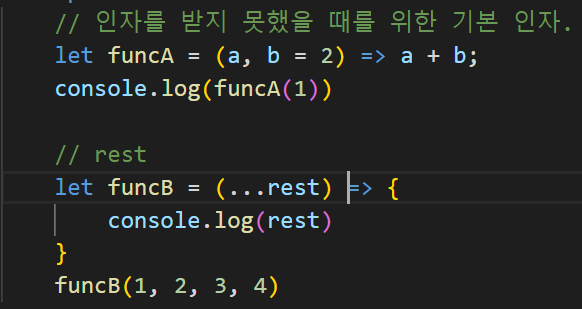 // 인자를 받지 못했을 때를 위한 기본 인자.
let funcA = (a, b = 2) => a + b;
console.log(funcA(1))
// rest
let funcB = (...rest) => {
console.log(rest)
}
funcB(1, 2, 3, 4)